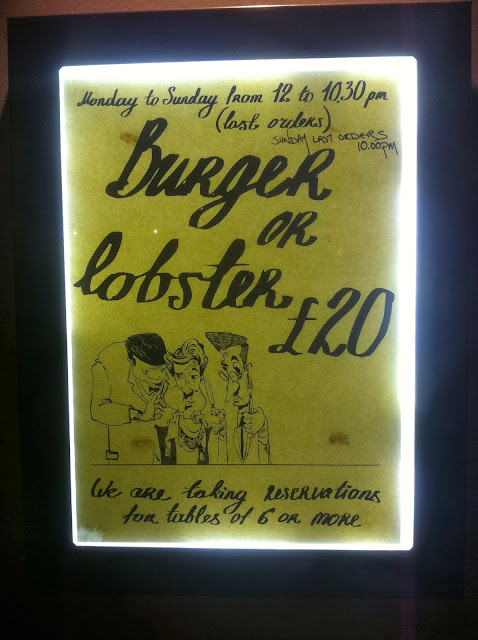 Monday to Sunday from 12 to 10.30 pm
(last orders)
SUNDAY LAST ORDERS
10.00PM
Burger
OR
lobster
£20
We are taking reservations
for tables of 6 or more